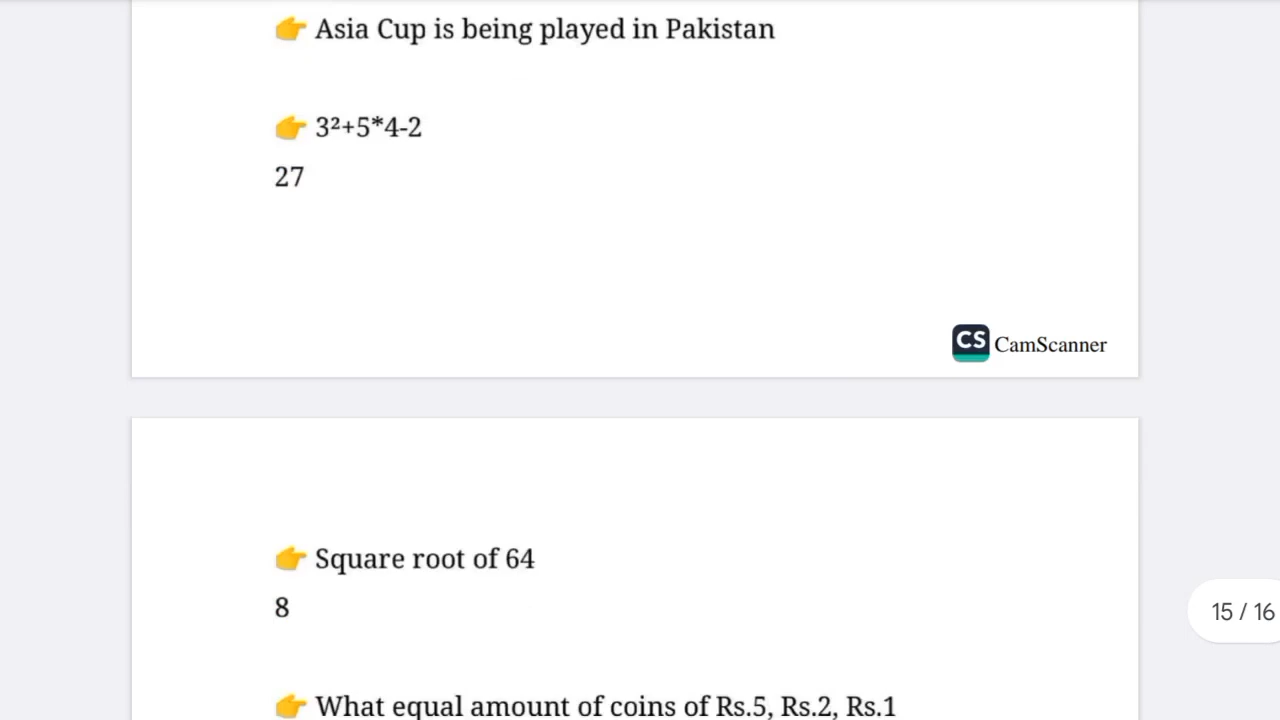 👉 Asia Cup is being played in Pakistan
👉 3²+5*4-2
27
CS CamScanner
👉 Square root of 64
8
15 / 16
👉 What equal amount of coins of Rs.5, Rs.2, Rs.1